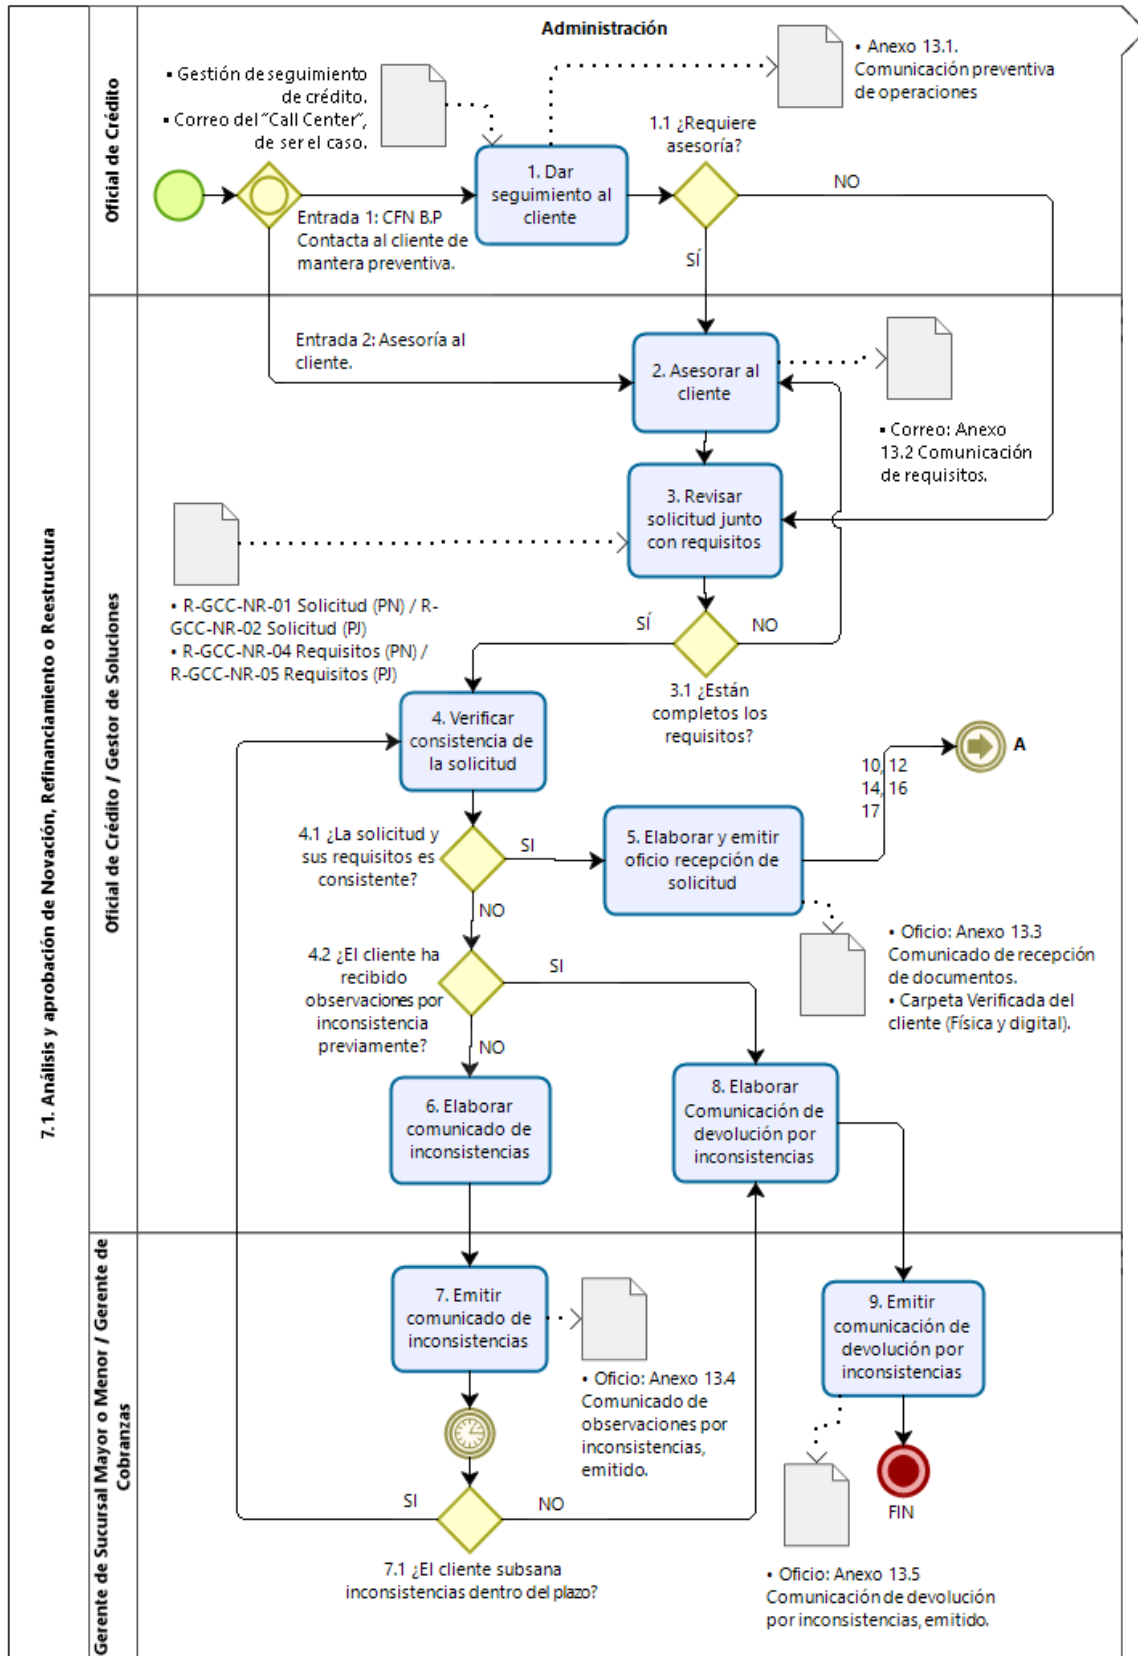 Administración
7.1. Análisis y aprobación de Novación, Refinanciamiento o Reestructura
Oficial de Crédito
▪ Gestión de seguimiento
de crédito.
▪ Correo del "Call Center",
de ser el caso.
• Anexo 13.1.
Comunicación preventiva
de operaciones
1.1 ¿Requiere
asesoría?
1. Dar
seguimiento al
cliente
NO
Entrada 1: CFN B.P
Contacta al cliente de
mantera preventiva.
SÍ
Oficial de Crédito / Gestor de Soluciones
Entrada 2: Asesoría al
cliente.
2. Asesorar al
cliente
▪ Correo: Anexo
13.2 Comunicación
de requisitos.
3. Revisar
solicitud junto
con requisitos
• R-GCC-NR-01 Solicitud (PN) / R-
GCC-NR-02 Solicitud (PJ)
• R-GCC-NR-04 Requisitos (PN) /
R-GCC-NR-05 Requisitos (PJ)
SÍ
NO
3.1 ¿Están
completos los
requisitos?
4. Verificar
consistencia de
la solicitud
A
10, 12
14, 16
17
4.1 ¿La solicitud y
sus requisitos es
consistente?
SI
5. Elaborar y emitir
oficio recepción de
solicitud
NO
• Oficio: Anexo 13.3
Comunicado de recepción
de documentos.
• Carpeta Verificada del
cliente (Física y digital).
4.2 ¿El cliente ha
recibido
observaciones por
inconsistencia
previamente?
SI
NO
6. Elaborar
comunicado de
inconsistencias
8. Elaborar
Comunicación de
devolución por
inconsistencias
Gerente de Sucursal Mayor o Menor / Gerente de
Cobranzas
7. Emitir
comunicado de
inconsistencias
9. Emitir
comunicación de
devolución por
inconsistencias
• Oficio: Anexo 13.4
Comunicado de
observaciones por
inconsistencias,
emitido.
SI
NO
FIN
7.1 ¿El cliente subsana
inconsistencias dentro del plazo?
• Oficio: Anexo 13.5
Comunicación de devolución
por inconsistencias, emitido.